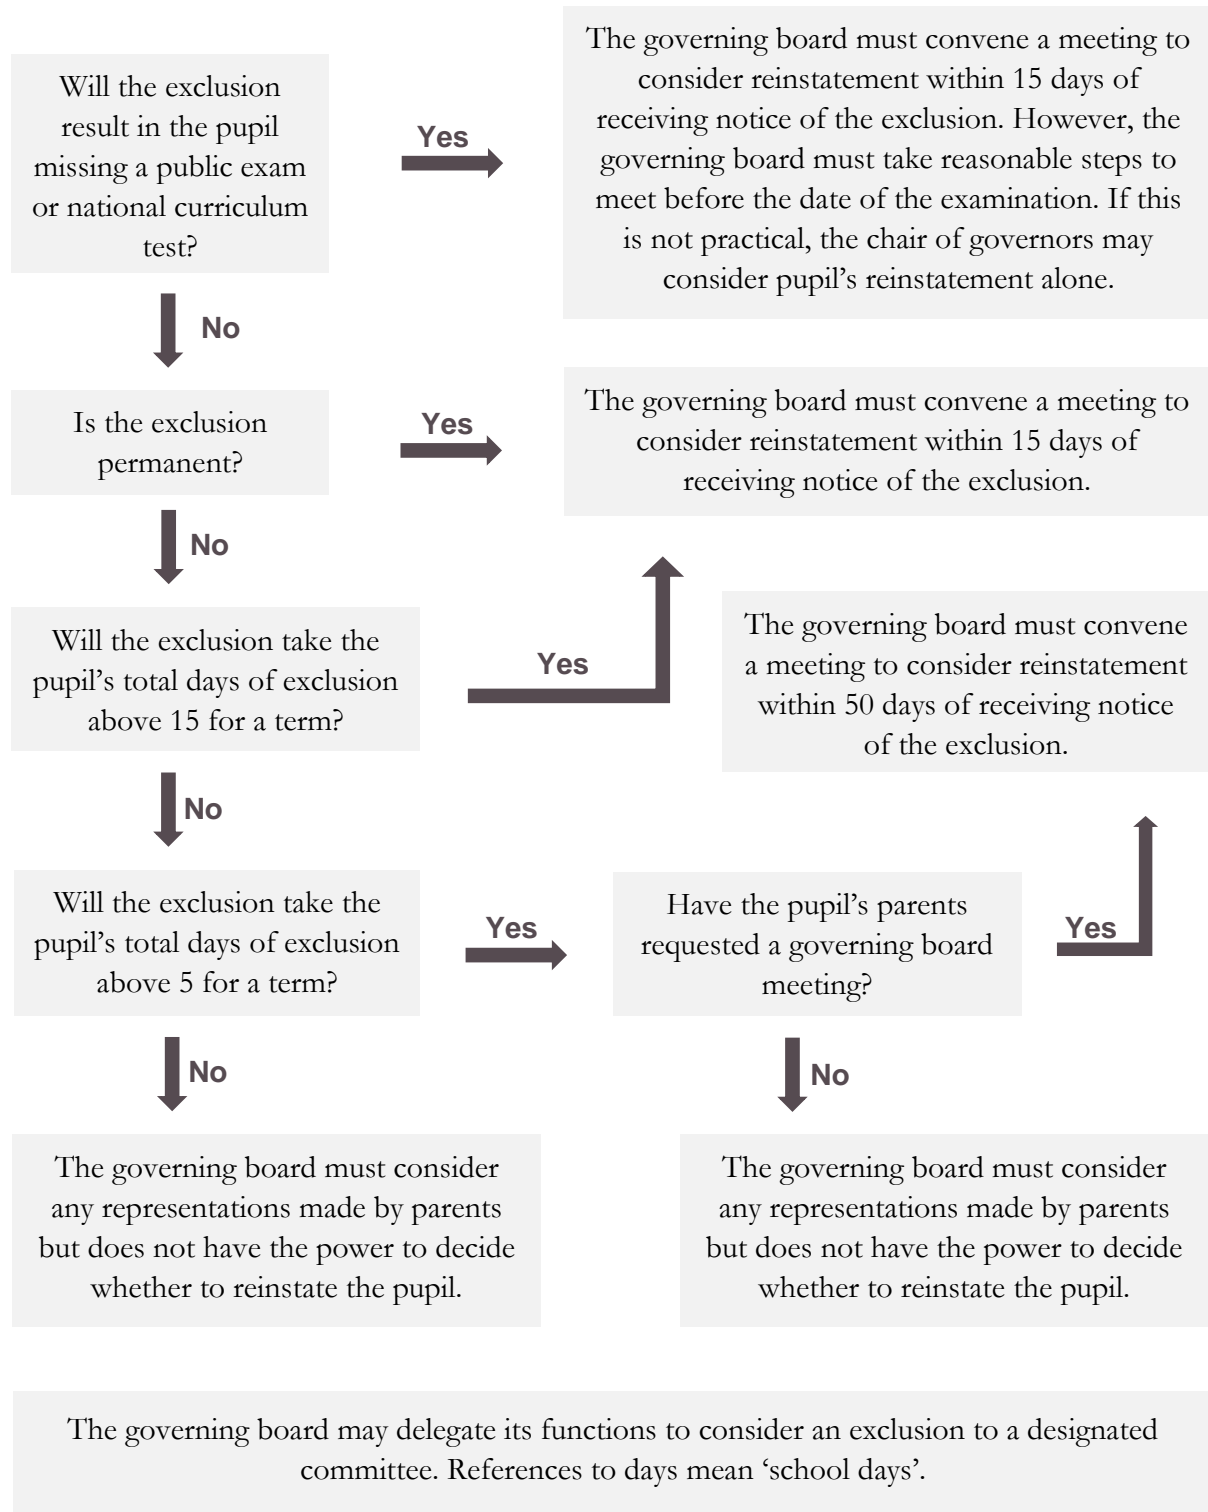 Will the exclusion
result in the pupil
missing a public exam
or national curriculum
test?
Yes
The governing board must convene a meeting to
consider reinstatement within 15 days of
receiving notice of the exclusion. However, the
governing board must take reasonable steps to
meet before the date of the examination. If this
is not practical, the chair of governors may
consider pupil’s reinstatement alone.
No
Is the exclusion
permanent?
Yes
The governing board must convene a meeting to
consider reinstatement within 15 days of
receiving notice of the exclusion.
No
Will the exclusion take the
pupil’s total days of exclusion
above 15 for a term?
Yes
The governing board must convene
a meeting to consider reinstatement
within 50 days of receiving notice
of the exclusion.
No
Will the exclusion take the
pupil’s total days of exclusion
above 5 for a term?
Yes
Have the pupil’s parents
requested a governing board
meeting?
Yes
No
The governing board must consider
any representations made by parents
but does not have the power to decide
whether to reinstate the pupil.
No
The governing board must consider
any representations made by parents
but does not have the power to decide
whether to reinstate the pupil.
The governing board may delegate its functions to consider an exclusion to a designated
committee. References to days mean ‘school days’.